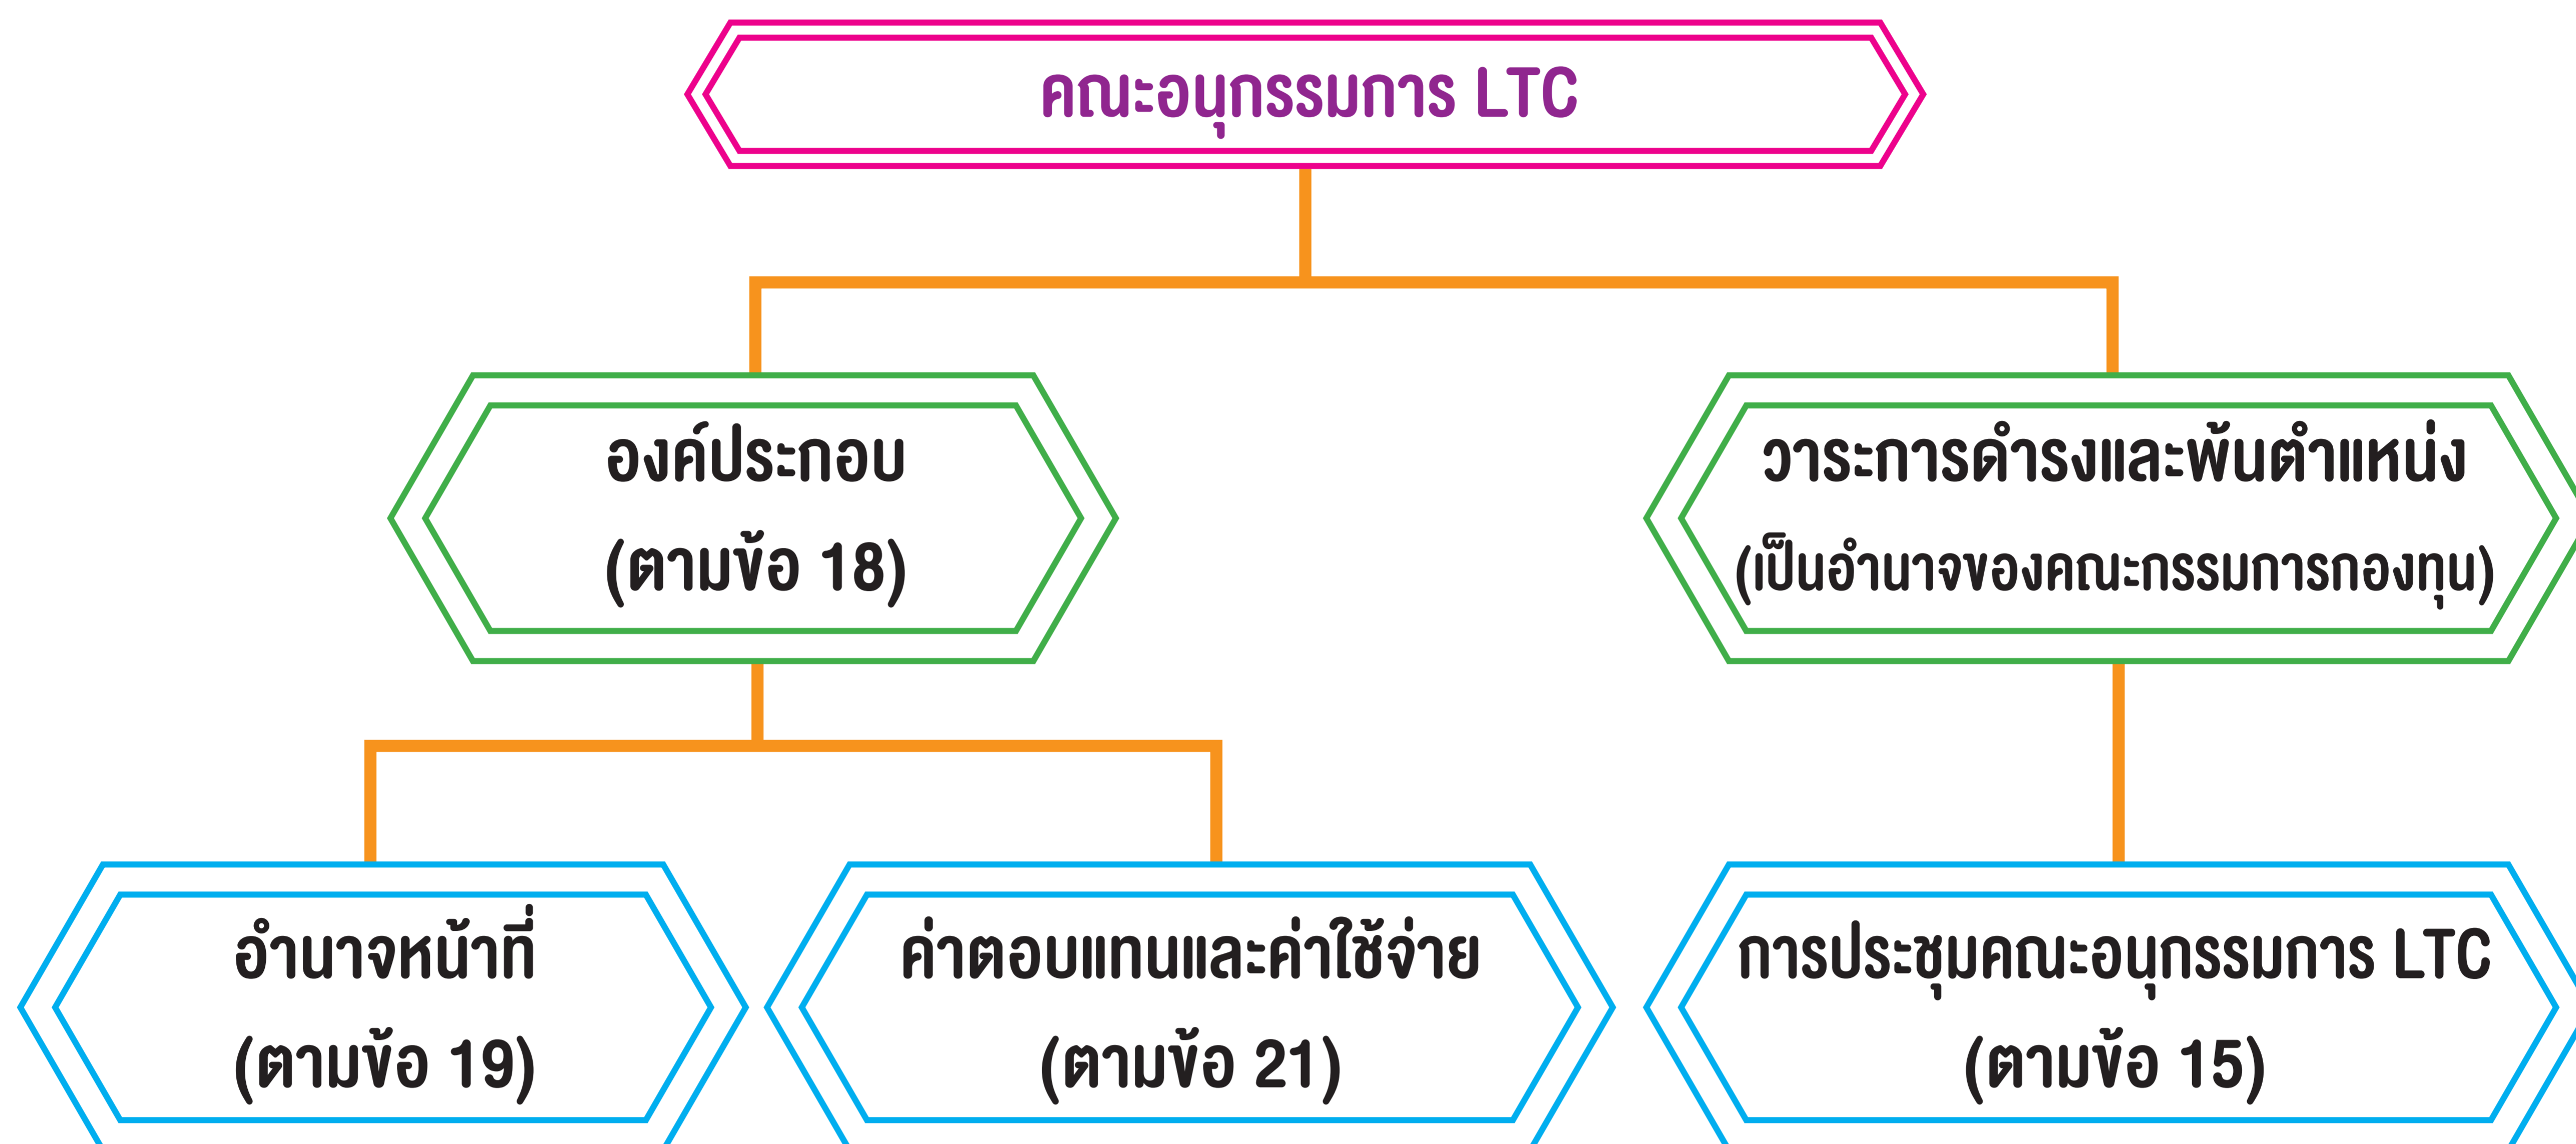 คณะอนุกรรมการ LTC
องค์ประกอบ
(ตามข้อ 18)
วาระการดำรงและพ้นตำแหน่ง
(เป็นอำนาจของคณะกรรมการกองทุน)
อำนาจหน้าที่
(ตามข้อ 19)
ค่าตอบแทนและค่าใช้จ่าย
(ตามข้อ 21)
การประชุมคณะอนุกรรมการ LTC
(ตามข้อ 15)